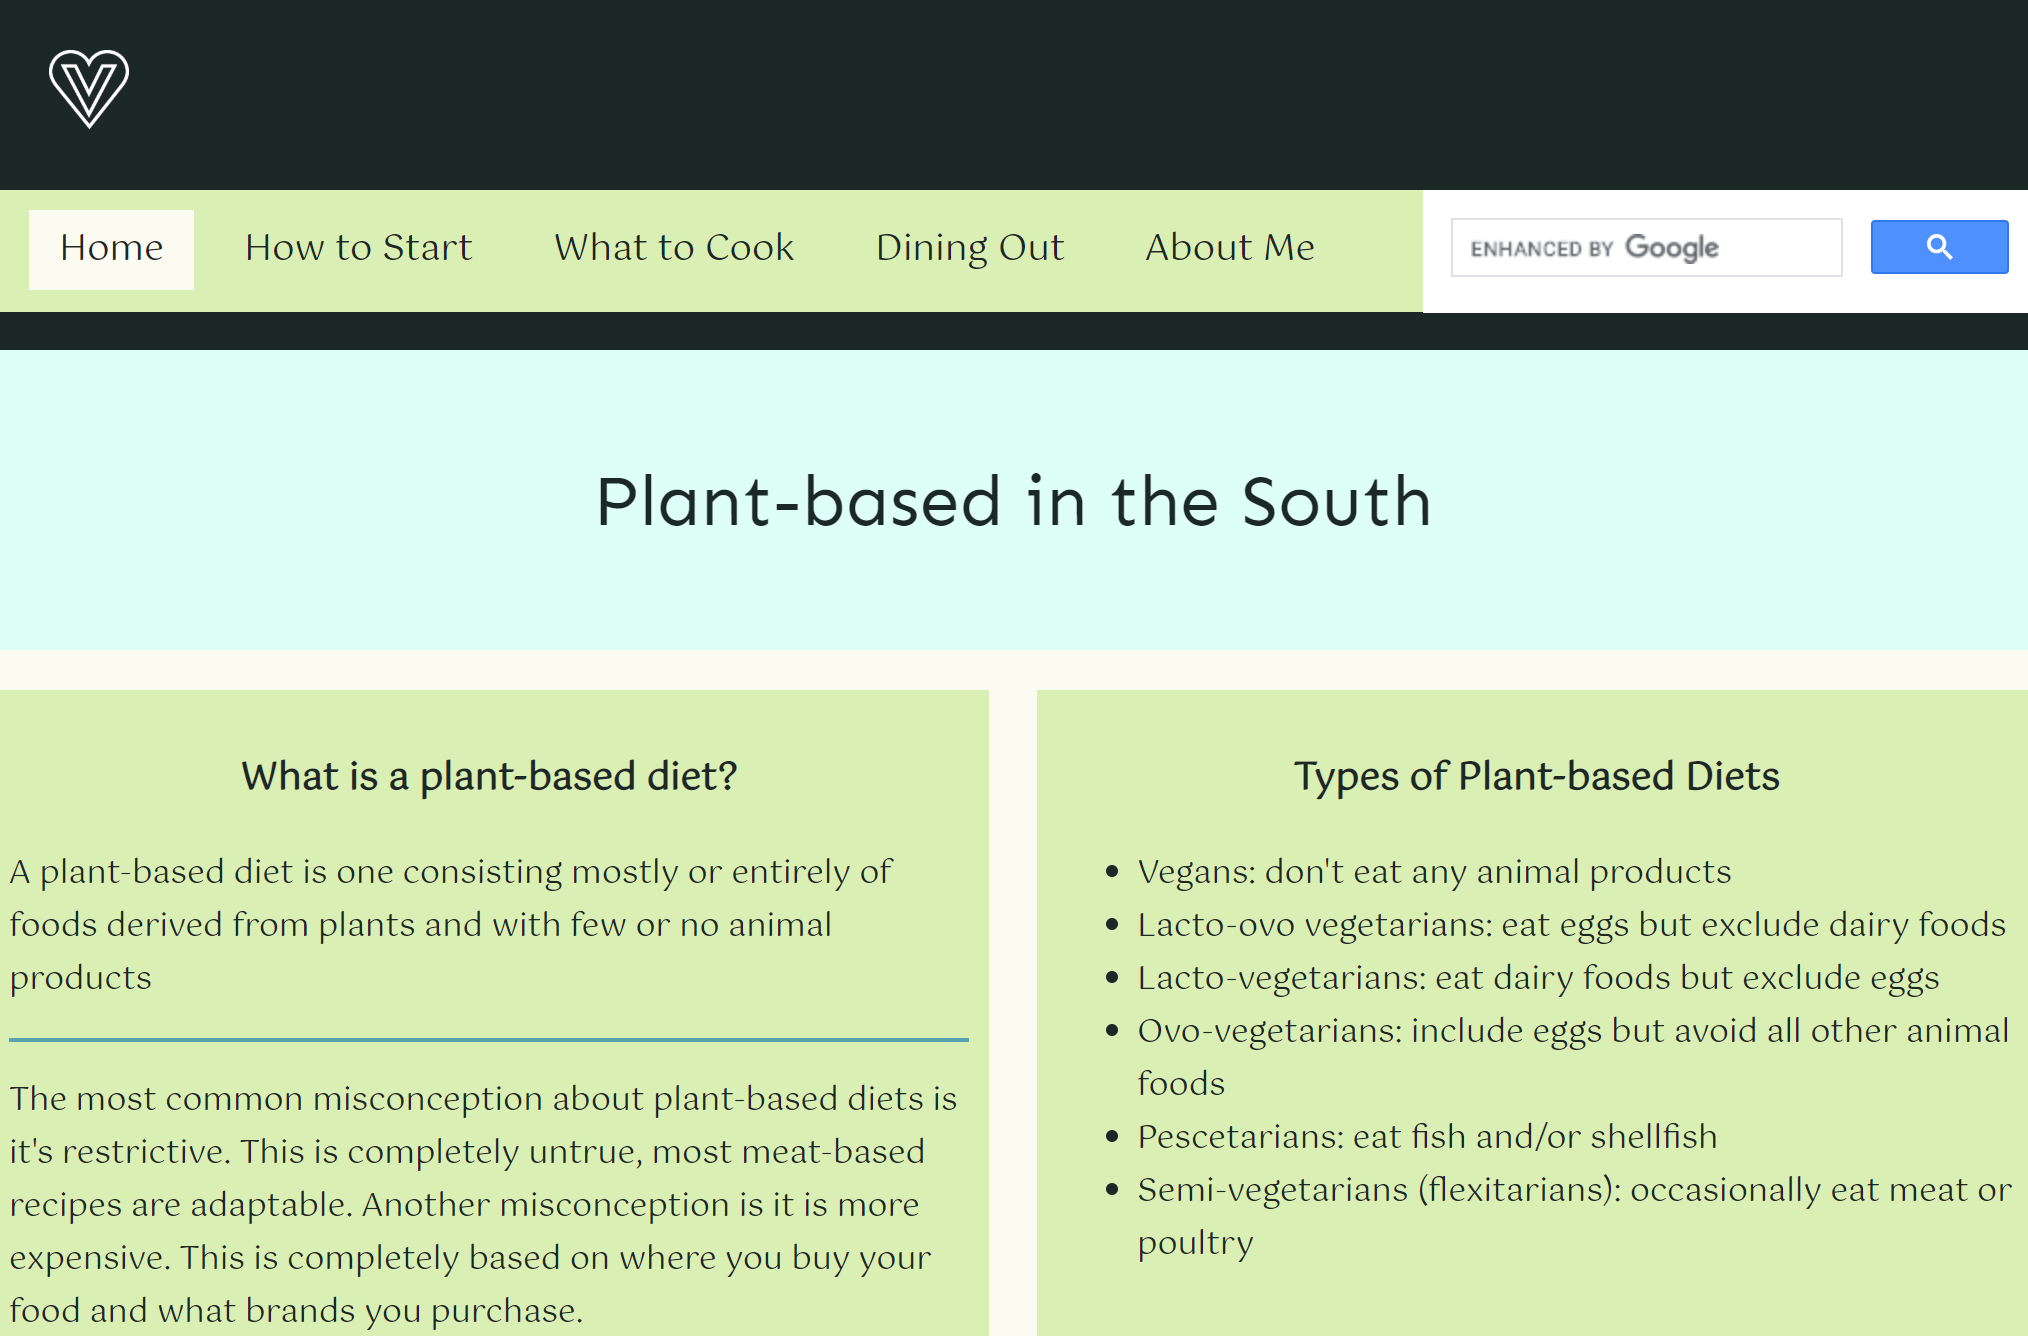 V
Home How to Start What to Cook Dining Out About Me ENHANCED BY Google
Plant-based in the South
What is a plant-based diet?
A plant-based diet is one consisting mostly or entirely of
foods derived from plants and with few or no animal
products
The most common misconception about plant-based diets is
it's restrictive. This is completely untrue, most meat-based
recipes are adaptable. Another misconception is it is more
expensive. This is completely based on where you buy your
food and what brands you purchase.
Types of Plant-based Diets
• Vegans: don't eat any animal products
• Lacto-ovo vegetarians: eat eggs but exclude dairy foods
• Lacto-vegetarians: eat dairy foods but exclude eggs
• Ovo-vegetarians: include eggs but avoid all other animal
foods
• Pescetarians: eat fish and/or shellfish
• Semi-vegetarians (flexitarians): occasionally eat meat or
poultry